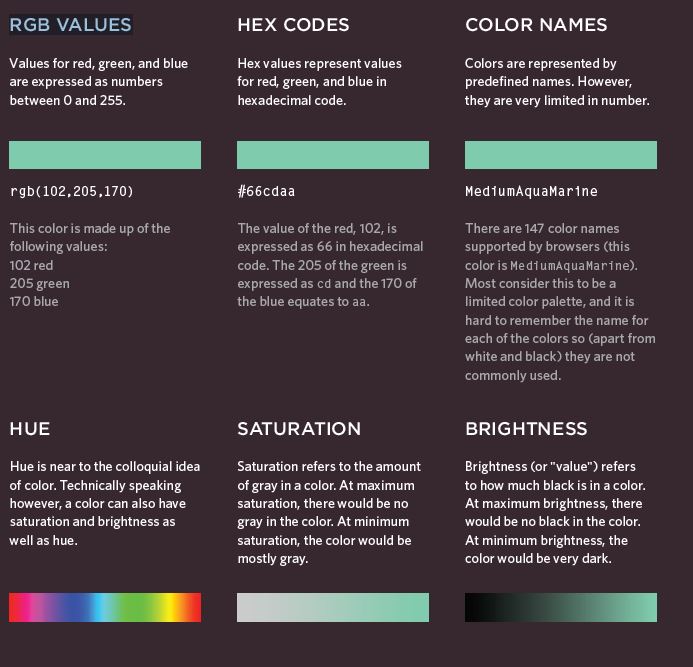 RGB VALUES
Values for red, green, and blue
are expressed as numbers
between 0 and 255.
rgb(102,205,170)
This color is made up of the
following values:
102 red
205 green
170 blue
HEX CODES
Hex values represent values
for red, green, and blue in
hexadecimal code.
#66cdaa
The value of the red, 102, is
expressed as 66 in hexadecimal
code. The 205 of the green is
expressed as cd and the 170 of
the blue equates to aa.
COLOR NAMES
Colors are represented by
predefined names. However,
they are very limited in number.
MediumAquaMarine
There are 147 color names
supported by browsers (this
color is MediumAquaMarine).
Most consider this to be a
limited color palette, and it is
hard to remember the name for
each of the colors so (apart from
white and black) they are not
commonly used.
HUE
Hue is near to the colloquial idea
of color. Technically speaking
however, a color can also have
saturation and brightness as
well as hue.
SATURATION
Saturation refers to the amount
of gray in a color. At maximum
saturation, there would be no
gray in the color. At minimum
saturation, the color would be
mostly gray.
BRIGHTNESS
Brightness (or "value") refers
to how much black is in a color.
At maximum brightness, there
would be no black in the color.
At minimum brightness, the
color would be very dark.